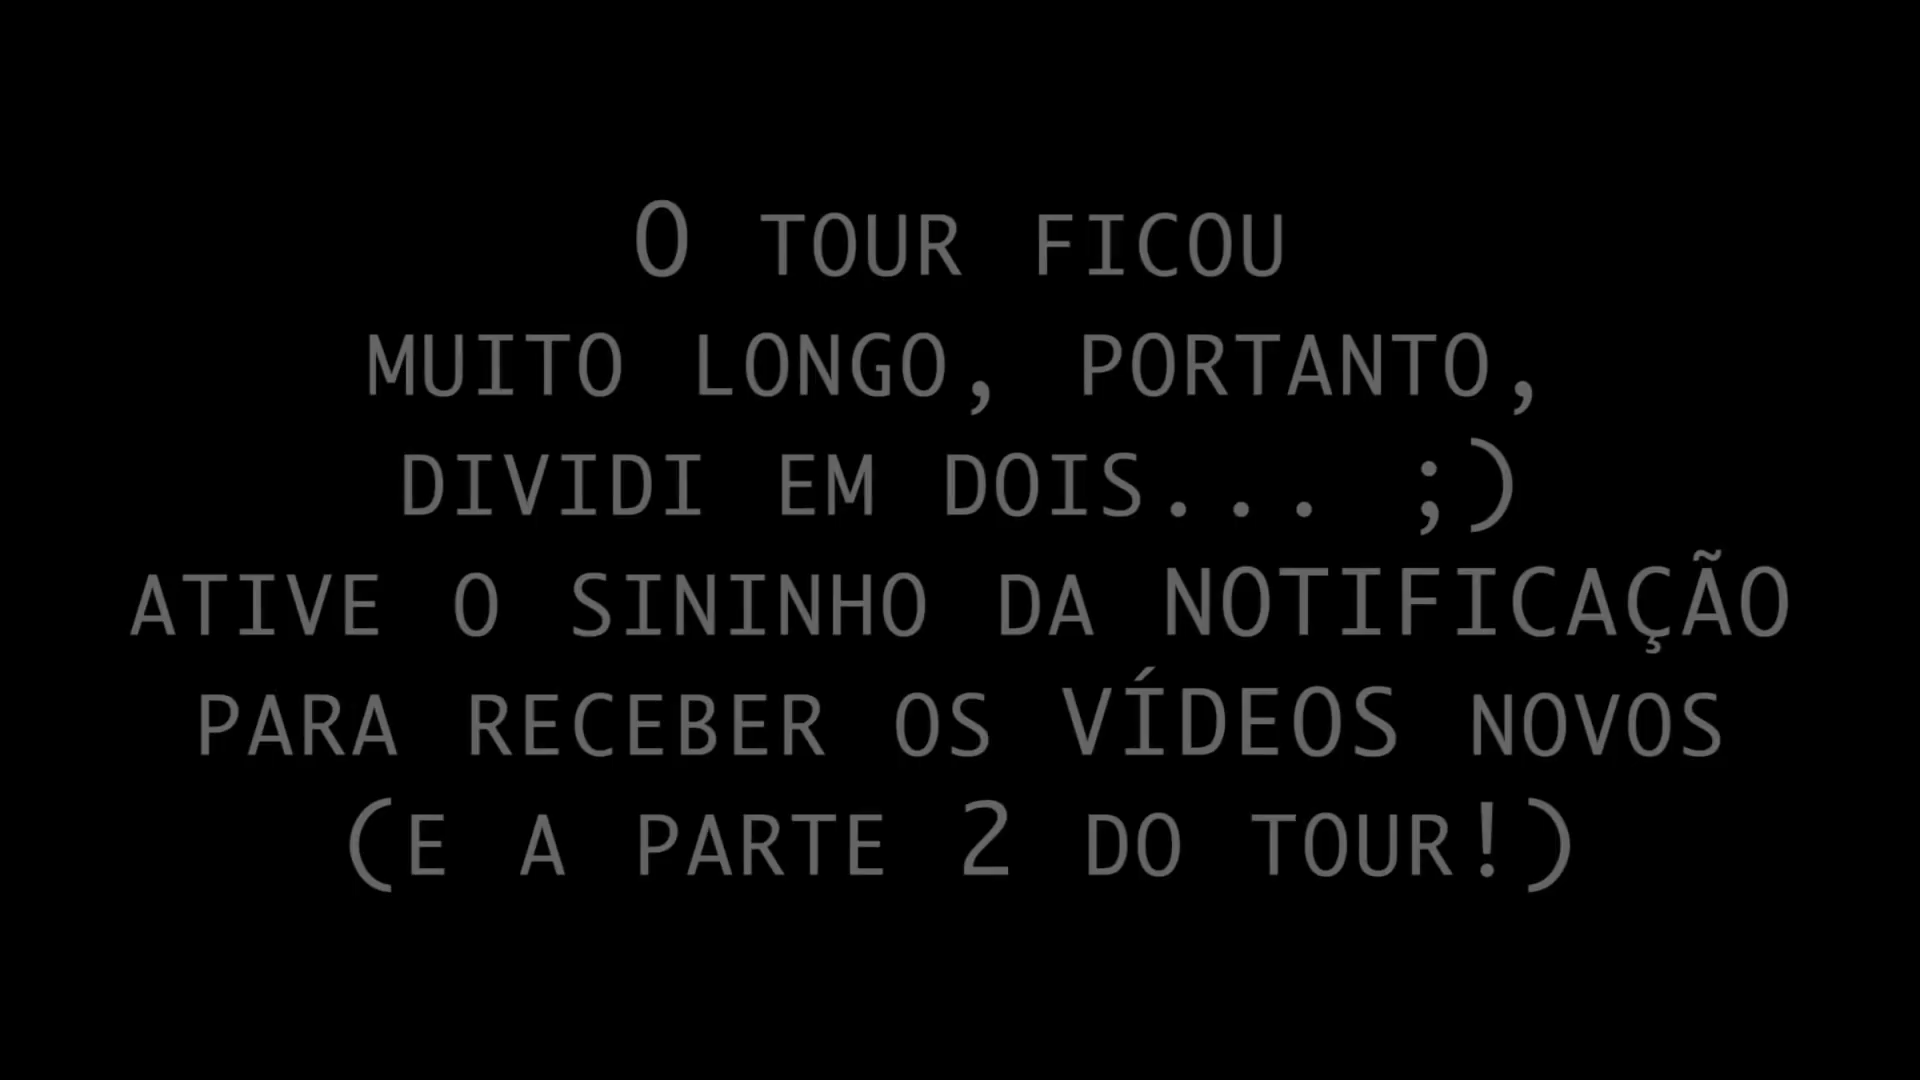 O TOUR FICOU
MUITO LONGO, PORTANTO,
DIVIDI EM DOIS... ;)
ATIVE O SININHO DA NOTIFICAÇÃO
PARA RECEBER OS VÍDEOS NOVOS
(E A PARTE 2 DO TOUR!)